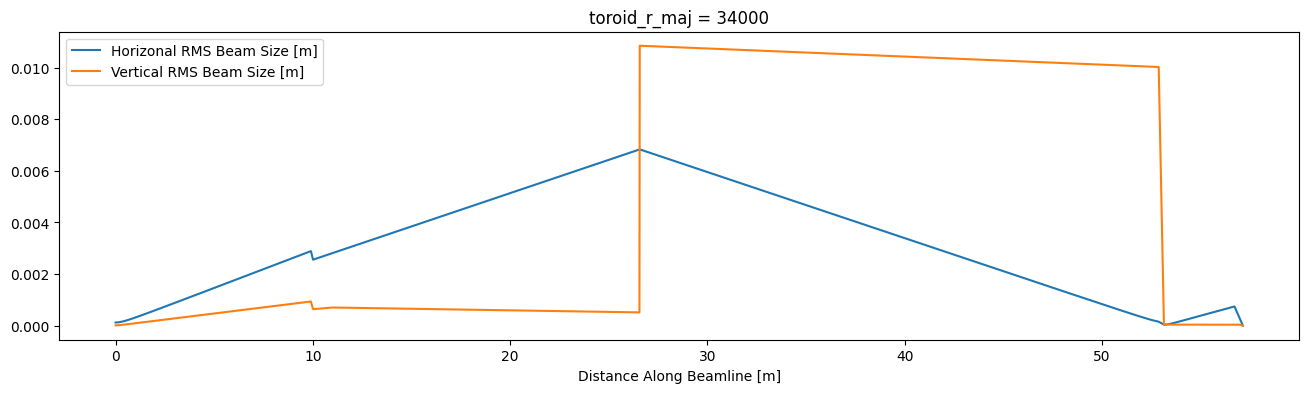 toroid_r_maj = 34000
Horizonal RMS Beam Size [m]
Vertical RMS Beam Size [m]
0.010
0.008
0.006
0.004
0.002
0.000
0 10 20 30 40 50
Distance Along Beamline [m]